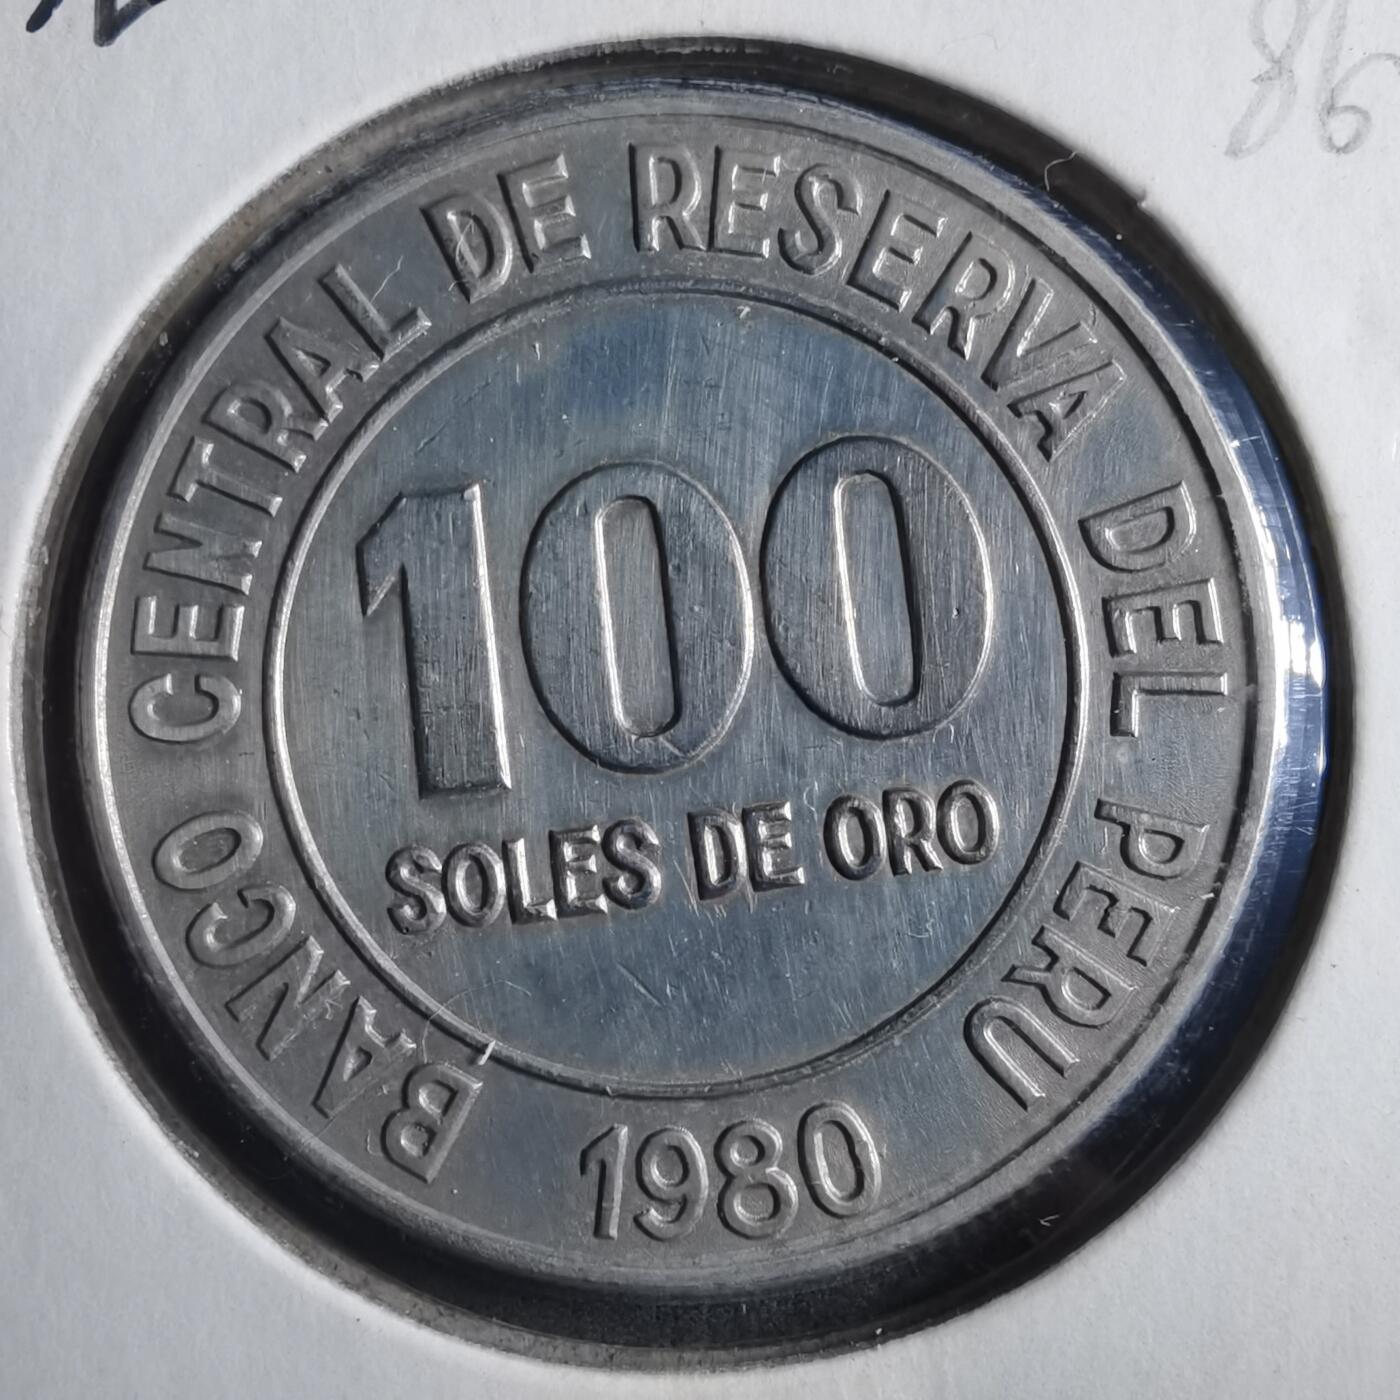 BANCO CENTRAL DE RESERVA DEL PERU
100
SOLES DE ORO
1980